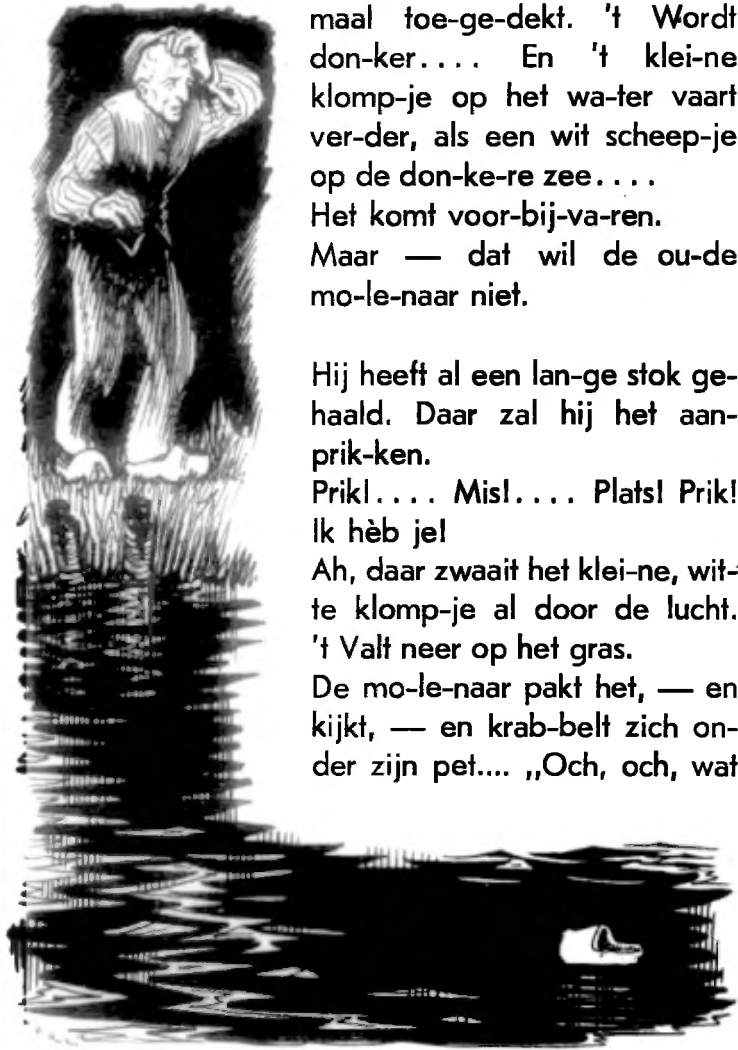 maal toe-ge-dekt. 't Wordt
don-ker.... En 't klei-ne
klomp-je op het wa-ter vaart
ver-der, als een wit scheep-je
op de don-ke-re zee....
Het komt voor-bij-va-ren.
Maar — dat wil de ou-de
mo-le-naar niet.

Hij heeft al een lan-ge stok ge-
haald. Daar zal hij het aan-
prik-ken.
Prik!.... Mis!.... Plats! Prik!
Ik hèb je!
Ah, daar zwaait het klei-ne, wit-
te klomp-je al door de lucht.
't Valt neer op het gras.
De mo-le-naar pakt het, — en
kijkt, — en krab-belt zich on-
der zijn pet.... „Och, och, wat